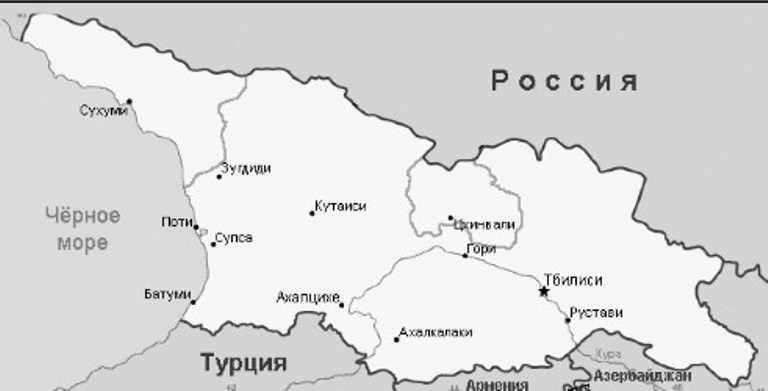 Россия
Сухуми
Зугдиди
Кутаиси
Чёрное
море
Поти
Супса
Цхинвали
Гори
Батуми
Ахалцихе
Тбилиси
Рустави
Ахалкалаки
Турция
Кура
Армения
Азербайджан